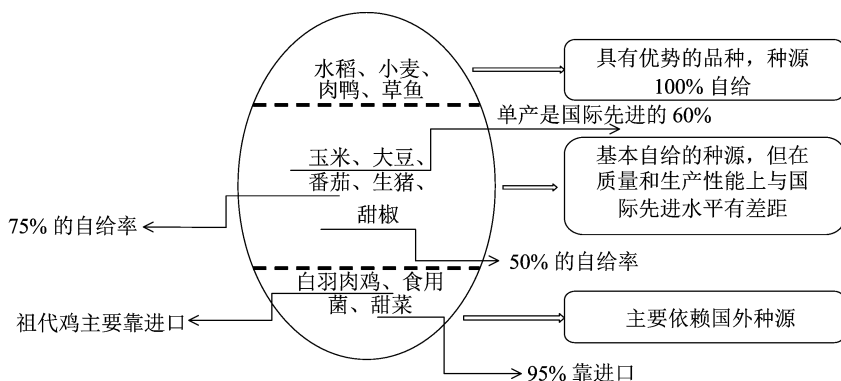 水稻、小麦、
肉鸭、草鱼
具有优势的品种，种源
100% 自给
单产是国际先进的 60%
玉米、大豆、
番茄、生猪、
甜椒
基本自给的种源，但在
质量和生产性能上与国
际先进水平有差距
75% 的自给率
50% 的自给率
白羽肉鸡、食用
菌、甜菜
祖代鸡主要靠进口
主要依赖国外种源
95% 靠进口